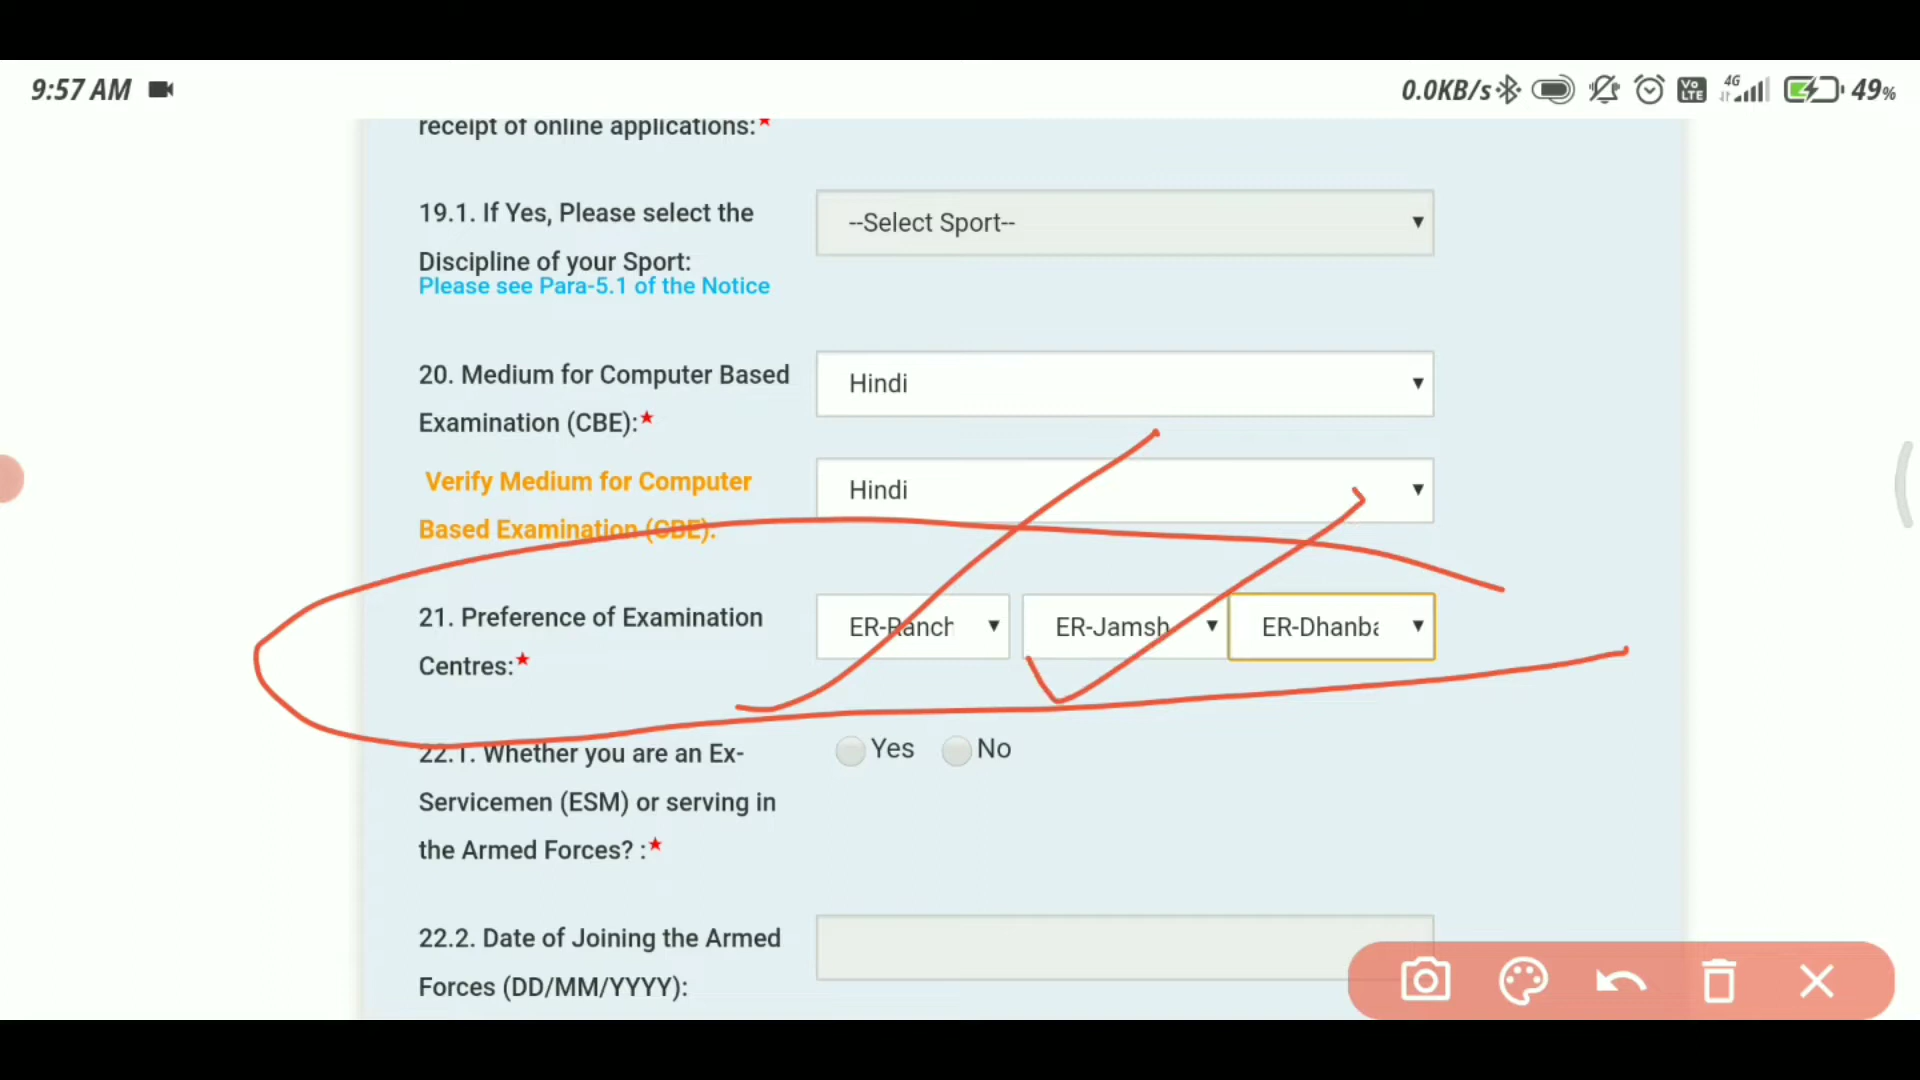 9:57 AM 0.0KB/s Vo LTE 4G 49%
receipt of online applications:*
19.1. If Yes, Please select the --Select Sport--
Discipline of your Sport:
Please see Para-5.1 of the Notice
20. Medium for Computer Based Hindi
Examination (CBE):*
Verify Medium for Computer Hindi
Based Examination (CBE):
21. Preference of Examination ER-Ranch ER-Jamsh ER-Dhanba
Centres:*
22.1. Whether you are an Ex- Yes No
Servicemen (ESM) or serving in
the Armed Forces? :*
22.2. Date of Joining the Armed
Forces (DD/MM/YYYY):